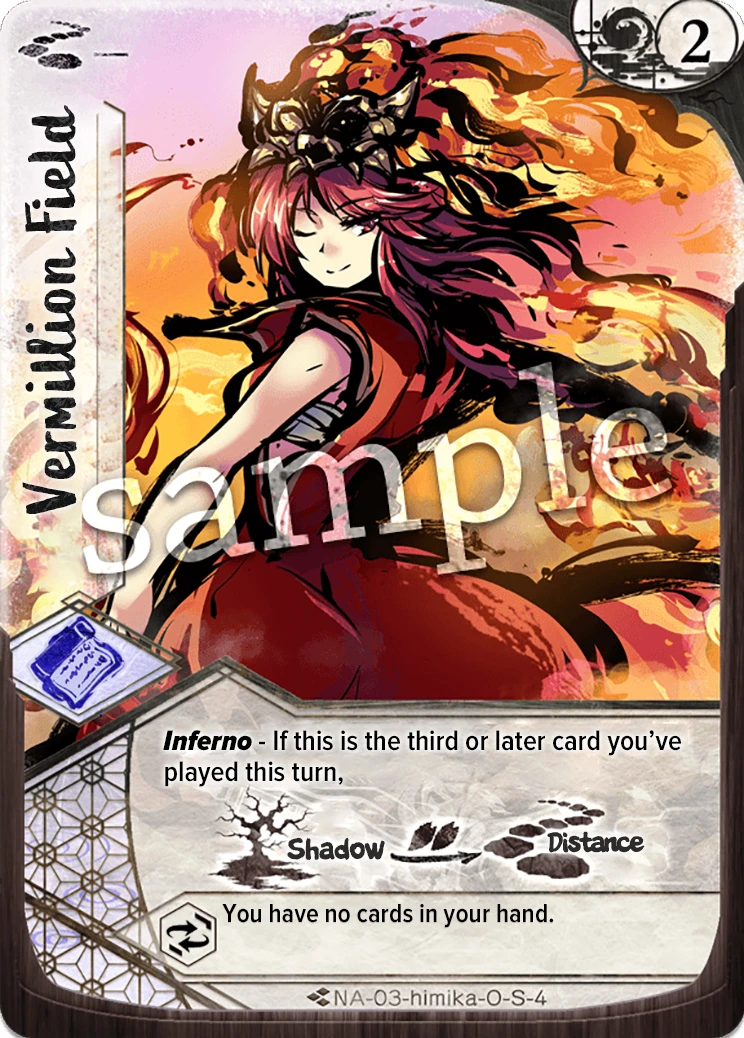 2
Vermillion Field
sample
Inferno - If this is the third or later card you've
played this turn,
Shadow
Distance
You have no cards in your hand.
NA-03-himika-O-S-4